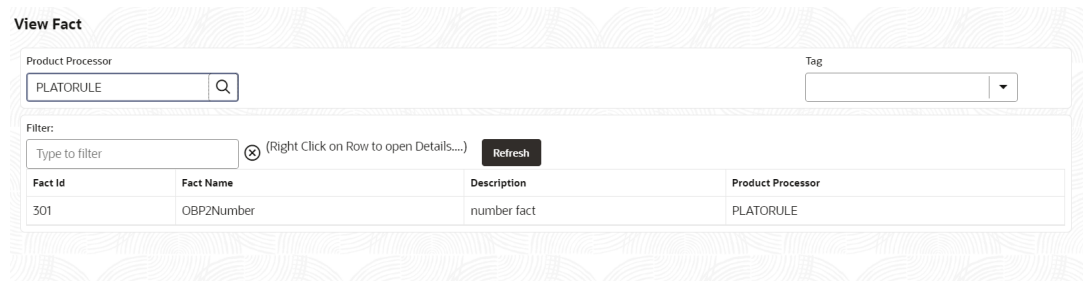 View Fact
Product Processor Tag
PLATORULE
Filter:
Type to filter (Right Click on Row to open Details....) Refresh
Fact Id Fact Name Description Product Processor
301 OBP2Number number fact PLATORULE